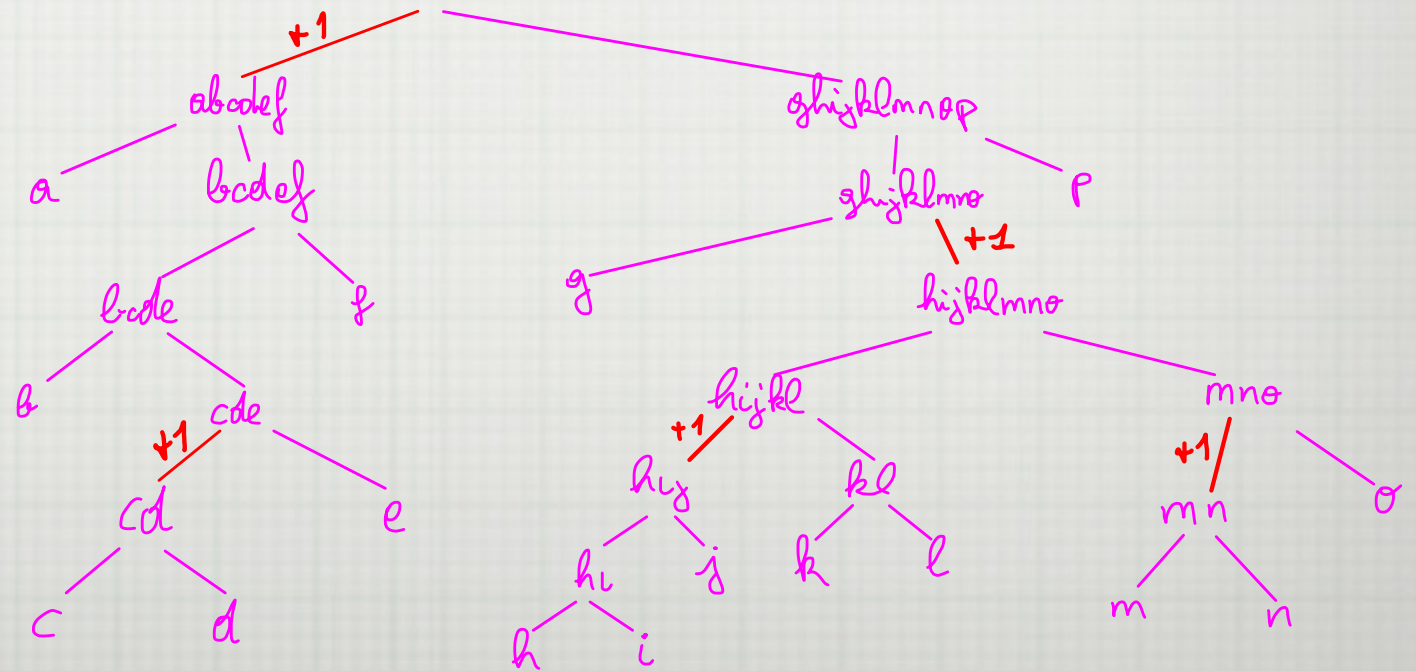 +1
abcdef ghijklmnop
a bcdef ghijklmno p
+1
bcde f g hijklmno
b cde hijkl mno
+1 +1 +1
cd e hij kl mn o
c d hi j k l m n
h i